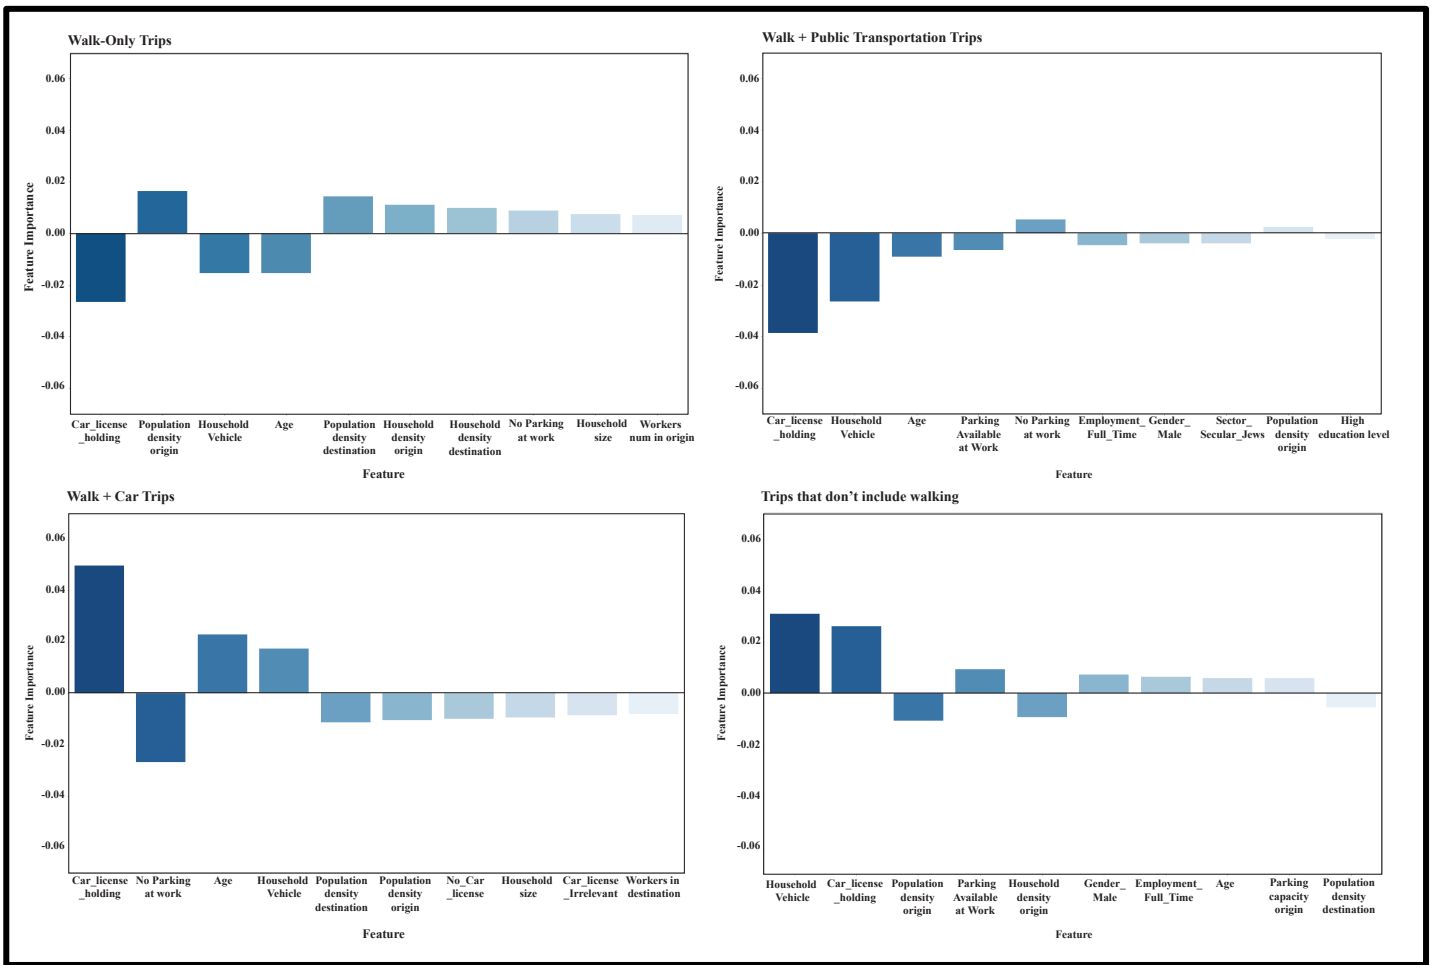 Walk-Only Trips
0.06
0.04
0.02
0.00
-0.02
-0.04
-0.06
Feature Importance
Car_license
_holding
Population
density
origin
Household
Vehicle
Age
Population
density
destination
Household
density
origin
Household
density
destination
No Parking
at work
Household
size
Workers
num in origin
Feature
Walk + Public Transportation Trips
0.06
0.04
0.02
0.00
-0.02
-0.04
-0.06
Feature Importance
Car_license
_holding
Household
Vehicle
Age
Parking
Available
at Work
No Parking
at work
Employment_
Full_Time
Gender_
Male
Sector_
Secular_Jews
Population
density
origin
High
education level
Feature
Walk + Car Trips
0.06
0.04
0.02
0.00
-0.02
-0.04
-0.06
Feature Importance
Car_license
_holding
No Parking
at work
Age
Household
Vehicle
Population
density
destination
Population
density
origin
No_Car
_license
Household
size
Car_license
_Irrelevant
Workers in
destination
Feature
Trips that don’t include walking
0.06
0.04
0.02
0.00
-0.02
-0.04
-0.06
Feature Importance
Household
Vehicle
Car_license
_holding
Population
density
origin
Parking
Available
at Work
Household
density
origin
Gender_
Male
Employment_
Full_Time
Age
Parking
capacity
origin
Population
density
destination
Feature